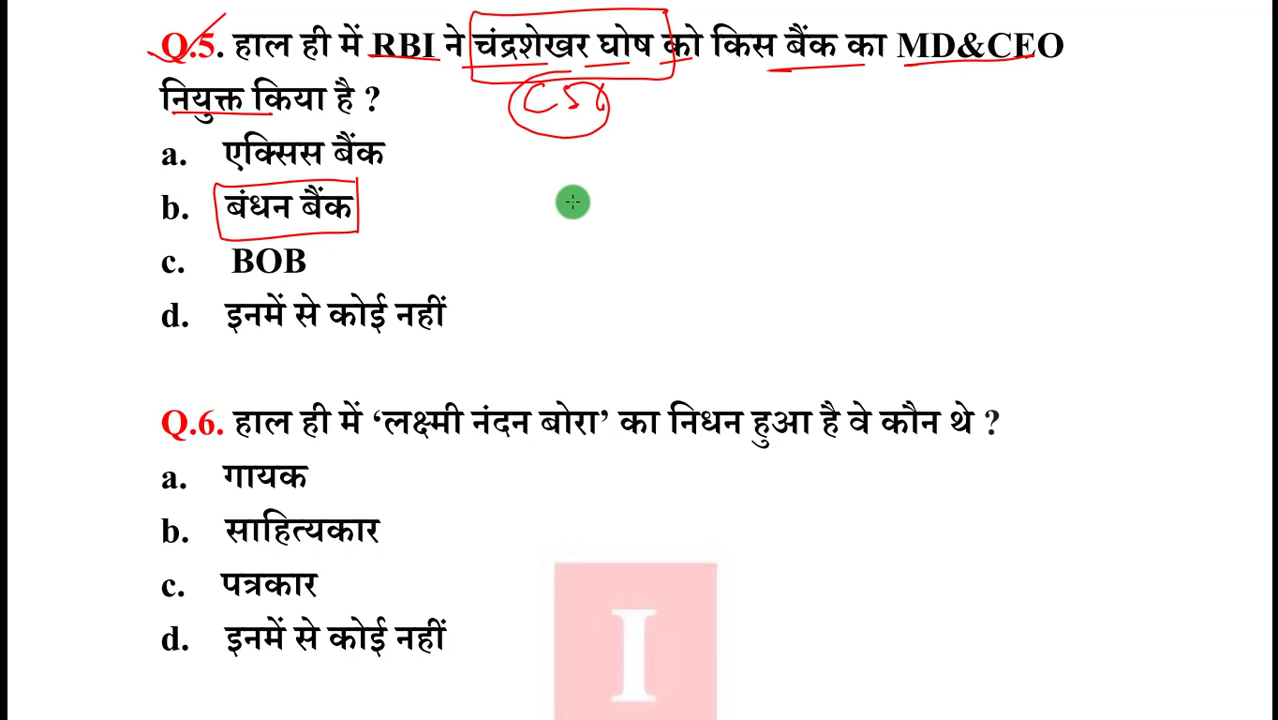 Q.5. हाल ही में RBI ने चंद्रशेखर घोष को किस बैंक का MD&CEO
नियुक्त किया है ?
a. एक्सिस बैंक
b. बंधन बैंक
c. BOB
d. इनमें से कोई नहीं
Q.6. हाल ही में ‘लक्ष्मी नंदन बोरा’ का निधन हुआ है वे कौन थे ?
a. गायक
b. साहित्यकार
c. पत्रकार
d. इनमें से कोई नहीं
I